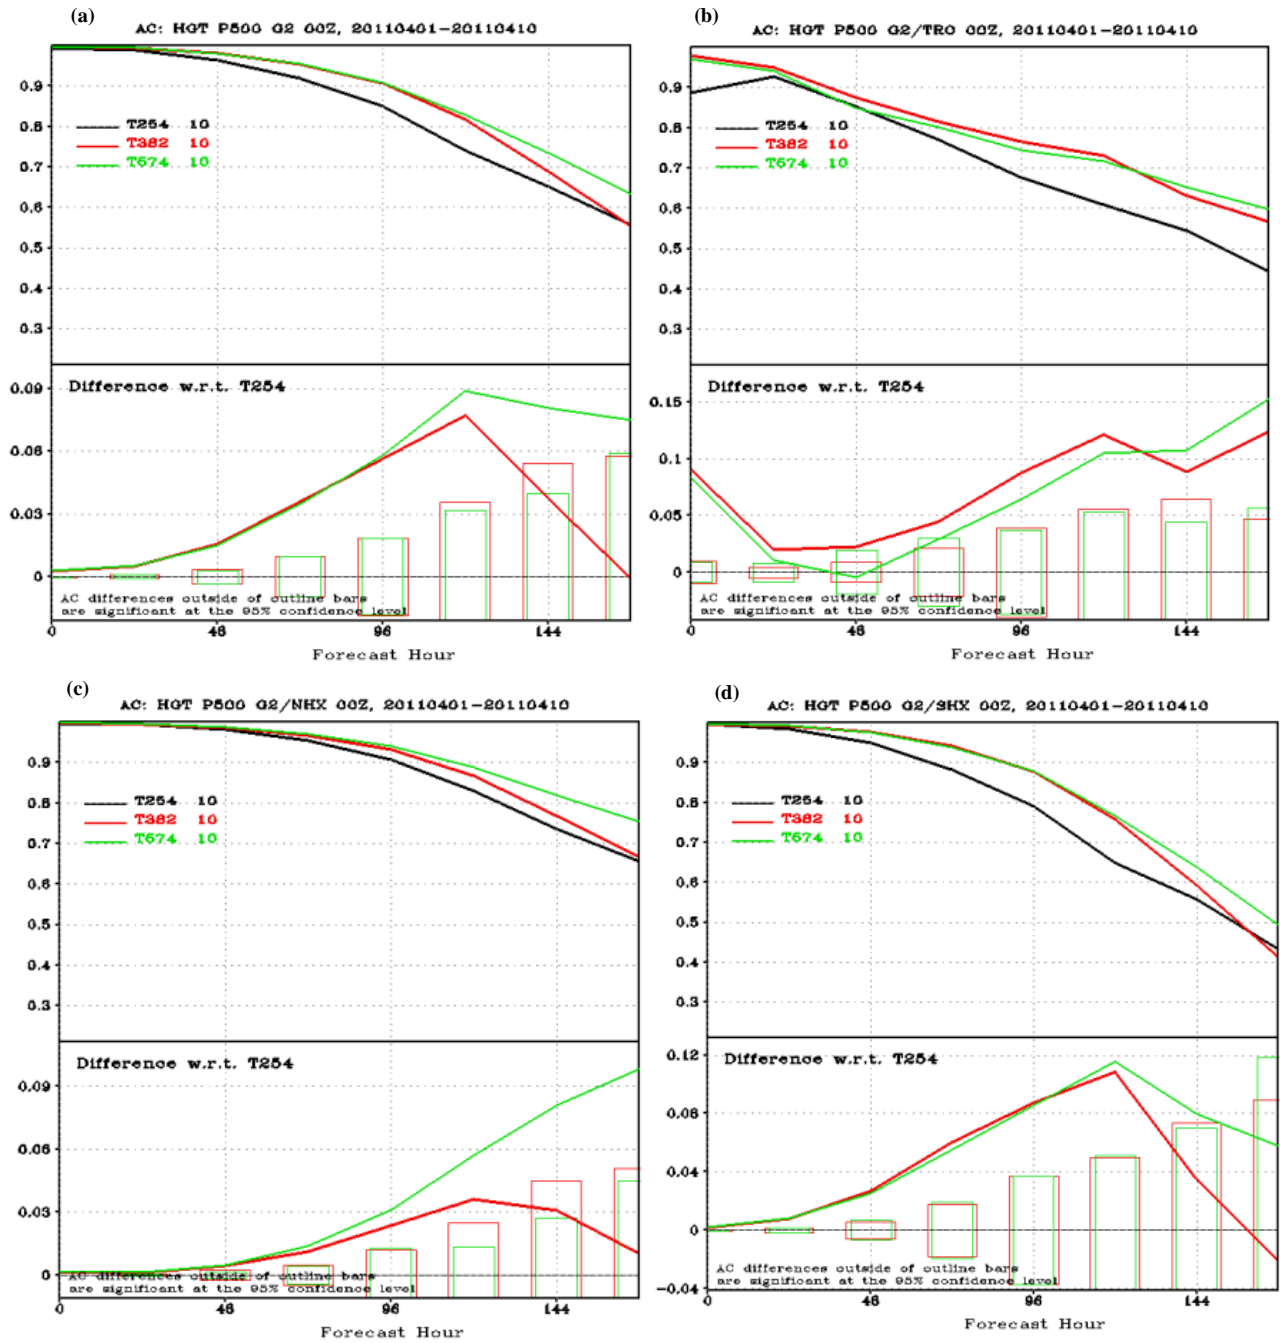 (a)
AC: HGT P500 G2 00Z, 20110401-20110410
0.9
0.8
0.7
0.6
0.5
0.4
0.3
T254 10
T382 10
T574 10
Difference w.r.t. T254
0.09
0.06
0.03
0
AC differences outside of outline bars
are significant at the 95% confidence level
0 48 96 144
Forecast Hour
(b)
AC: HGT P500 G2/TRO 00Z, 20110401-20110410
0.9
0.8
0.7
0.6
0.5
0.4
0.3
T254 10
T382 10
T574 10
Difference w.r.t. T254
0.15
0.1
0.05
0
AC differences outside of outline bars
are significant at the 95% confidence level
0 48 96 144
Forecast Hour
(c)
AC: HGT P500 G2/NHX 00Z, 20110401-20110410
0.9
0.8
0.7
0.6
0.5
0.4
0.3
T254 10
T382 10
T574 10
Difference w.r.t. T254
0.09
0.06
0.03
0
AC differences outside of outline bars
are significant at the 95% confidence level
0 48 96 144
Forecast Hour
(d)
AC: HGT P500 G2/SHX 00Z, 20110401-20110410
0.9
0.8
0.7
0.6
0.5
0.4
0.3
T254 10
T382 10
T574 10
Difference w.r.t. T254
0.12
0.08
0.04
0
-0.04
AC differences outside of outline bars
are significant at the 95% confidence level
0 48 96 144
Forecast Hour